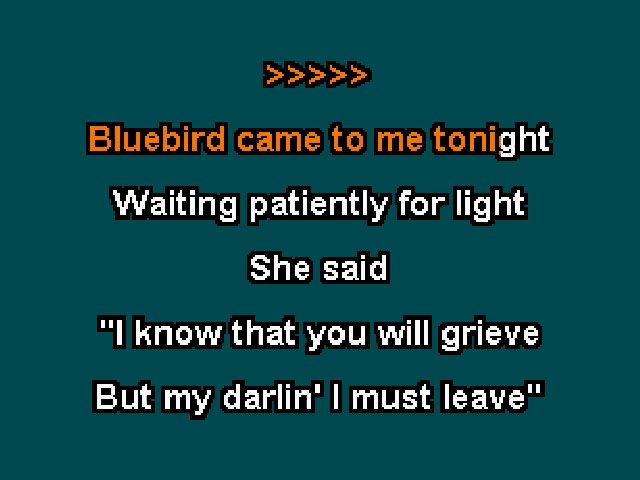 >>>>>
Bluebird came to me tonight
Waiting patiently for light
She said
"I know that you will grieve
But my darlin' I must leave"